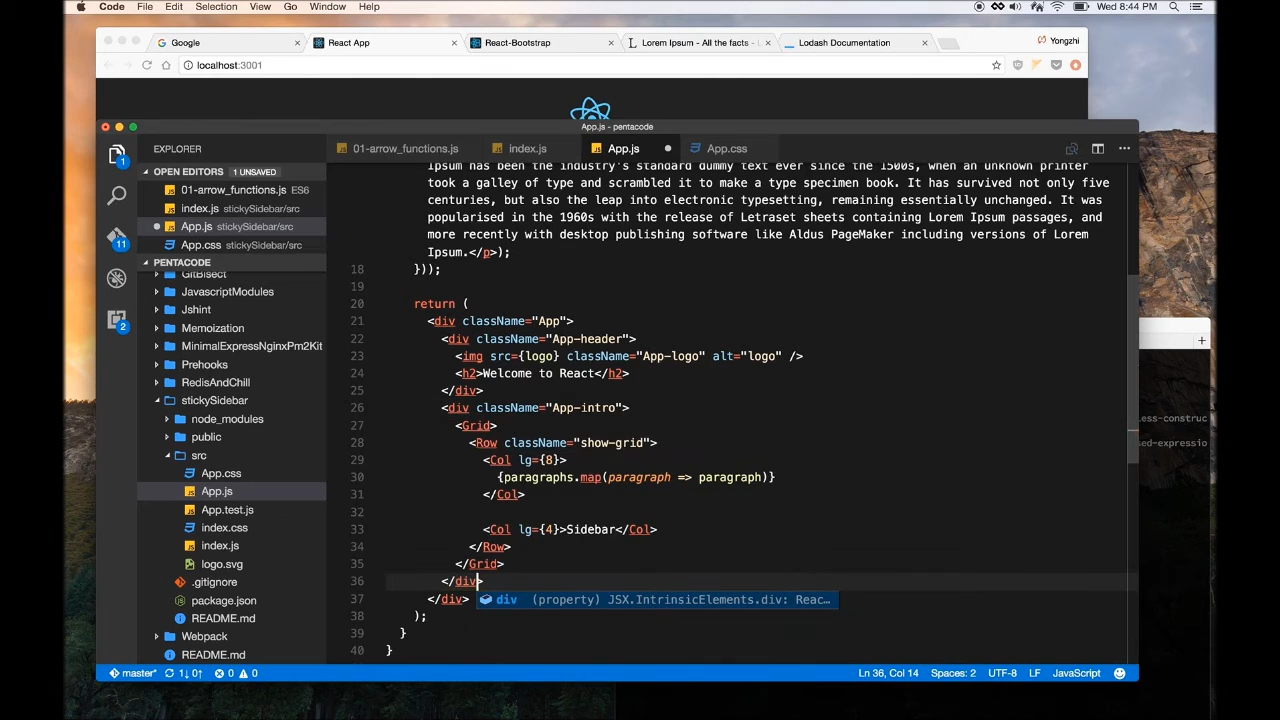 Code File Edit Selection View Go Window Help Wed 8:44 PM
Google React App React-Bootstrap Lorem Ipsum - All the facts - Lodash Documentation Yongzhi
localhost:3001
App.js - pentacode
EXPLORER 01-arrow_functions.js index.js App.js App.css
OPEN EDITORS 1 UNSAVED
01-arrow_functions.js ES6
index.js stickySidebar/src
App.js stickySidebar/src
App.css stickySidebar/src
PENTACODE
GitBisect
JavascriptModules
Jshint
Memoization
MinimalExpressNginxPm2Kit
Prehooks
RedisAndChill
stickySidebar
node_modules
public
src
App.css
App.js
App.test.js
index.css
index.js
logo.svg
.gitignore
package.json
README.md
Webpack
README.md
1
11
2
Ipsum has been the industry's standard dummy text ever since the 1500s, when an unknown printer
took a galley of type and scrambled it to make a type specimen book. It has survived not only five
centuries, but also the leap into electronic typesetting, remaining essentially unchanged. It was
popularised in the 1960s with the release of Letraset sheets containing Lorem Ipsum passages, and
more recently with desktop publishing software like Aldus PageMaker including versions of Lorem
Ipsum.</p>);
18 }));
19
20 return (
21 <div className="App">
22 <div className="App-header">
23 <img src={logo} className="App-logo" alt="logo" />
24 <h2>Welcome to React</h2>
25 </div>
26 <div className="App-intro">
27 <Grid>
28 <Row className="show-grid">
29 <Col lg={8}>
30 {paragraphs.map(paragraph => paragraph)}
31 </Col>
32
33 <Col lg={4}>Sidebar</Col>
34 </Row>
35 </Grid>
36 </div>
37 </div>
div (property) JSX.IntrinsicElements.div: Reac…
38 );
39 }
40 }
less-construc
sed-expressio
master* 1↓ 0↑ 0 0 Ln 36, Col 14 Spaces: 2 UTF-8 LF JavaScript